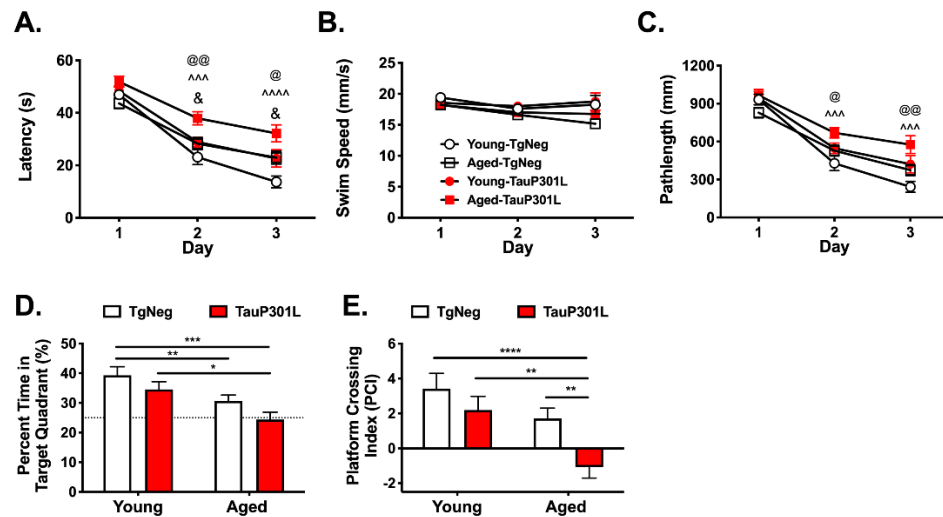 A.
Latency (s)
60
40
20
0
@@
^^^
&
@
^^^^
&
1 2 3
Day
B.
Swim Speed (mm/s)
25
20
15
10
5
0
Young-TgNeg
Aged-TgNeg
Young-TauP301L
Aged-TauP301L
1 2 3
Day
C.
Pathlength (mm)
1200
900
600
300
0
@
^^^
@@
^^^
1 2 3
Day
D.
TgNeg TauP301L
Percent Time in
Target Quadrant (%)
50
40
30
20
10
0
***
**
*
Young Aged
E.
TgNeg TauP301L
Platform Crossing
Index (PCI)
6
4
2
0
-2
****
**
**
Young Aged